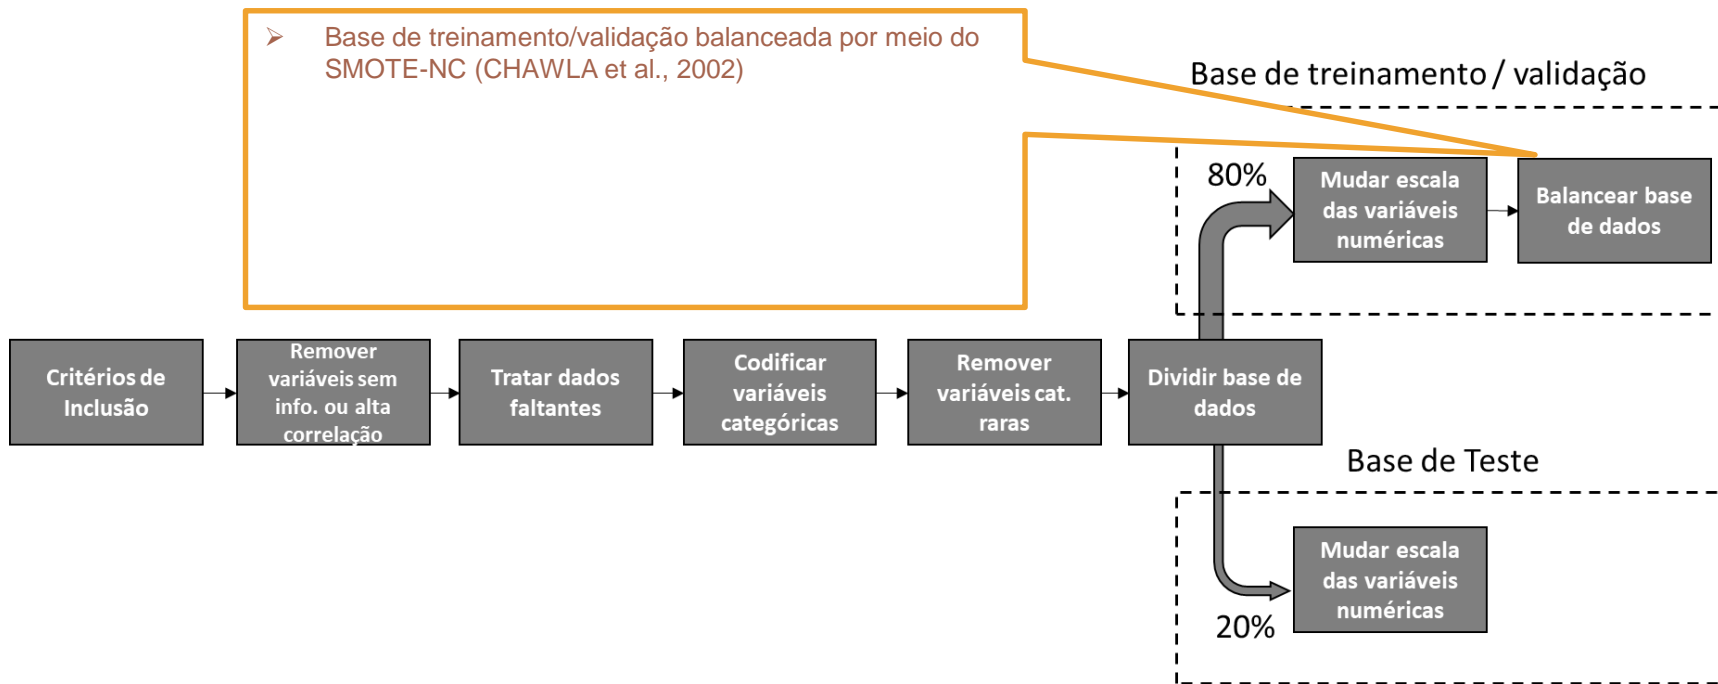 ➢ Base de treinamento/validação balanceada por meio do
SMOTE-NC (CHAWLA et al., 2002)
Base de treinamento / validação
80%
Mudar escala
das variáveis
numéricas
Balancear base
de dados
Critérios de
Inclusão
Remover
variáveis sem
info. ou alta
correlação
Tratar dados
faltantes
Codificar
variáveis
categóricas
Remover
variáveis cat.
raras
Dividir base de
dados
Base de Teste
Mudar escala
das variáveis
numéricas
20%